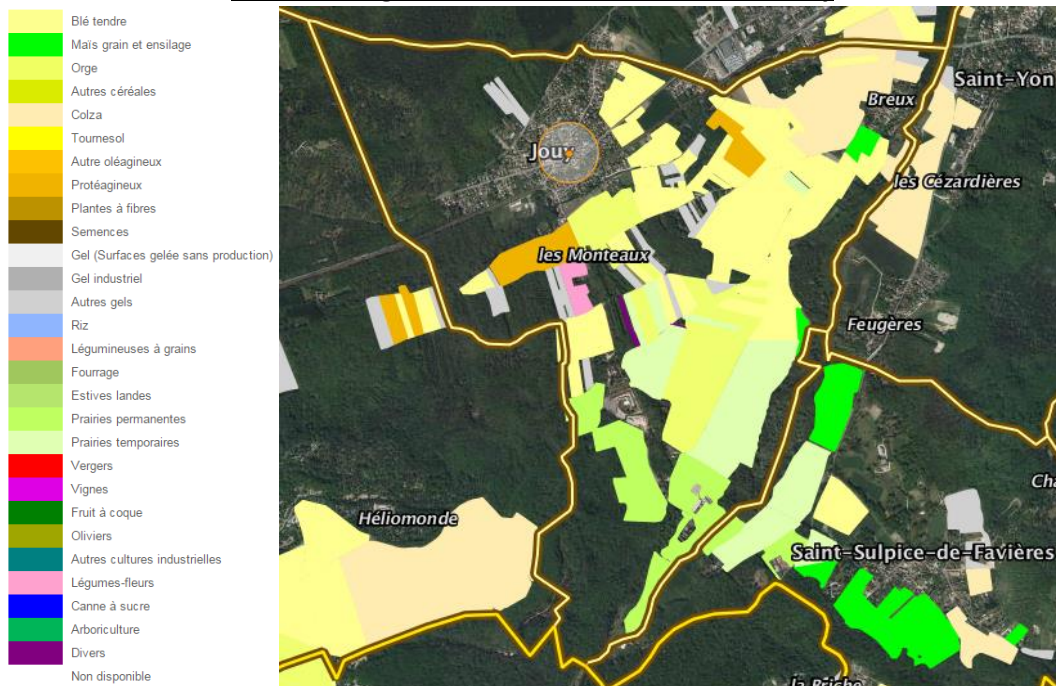 Blé tendre
Maïs grain et ensilage
Orge
Autres céréales
Colza
Tournesol
Autre oléagineux
Protéagineux
Plantes à fibres
Semences
Gel (Surfaces gelée sans production)
Gel industriel
Autres gels
Riz
Légumineuses à grains
Fourrage
Estives landes
Prairies permanentes
Prairies temporaires
Vergers
Vignes
Fruit à coque
Oliviers
Autres cultures industrielles
Légumes-fleurs
Canne à sucre
Arboriculture
Divers
Non disponible
Saint-Yon
Breux
Jouy
les Cézardières
les Monteaux
Feugères
Cha
Héliomonde
Saint-Sulpice-de-Favières
la Briche